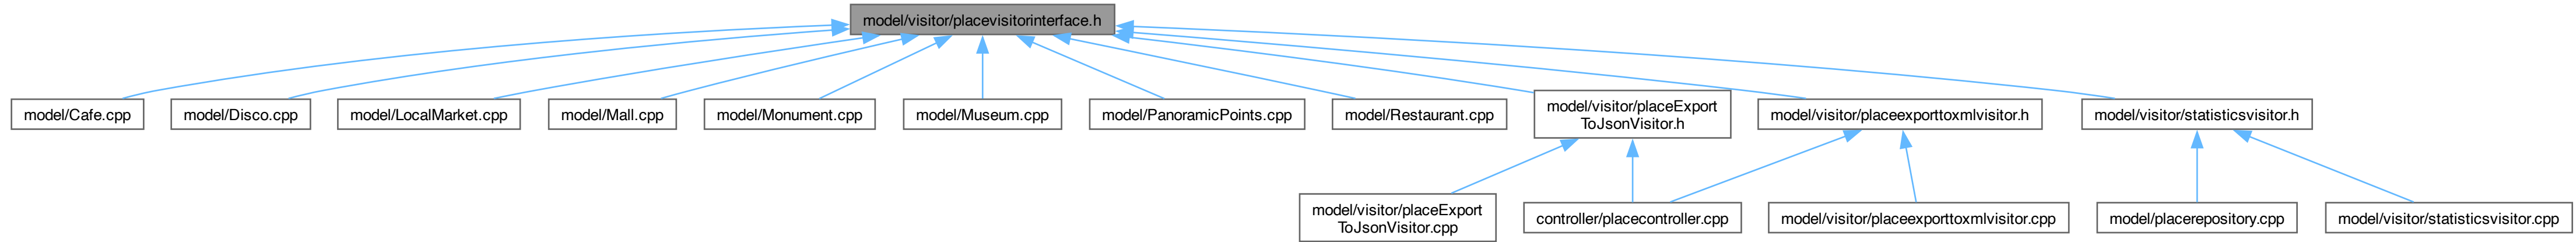 model/visitor/placevisitorinterface.h
model/Cafe.cpp
model/Disco.cpp
model/LocalMarket.cpp
model/Mall.cpp
model/Monument.cpp
model/Museum.cpp
model/PanoramicPoints.cpp
model/Restaurant.cpp
model/visitor/placeExport
ToJsonVisitor.h
model/visitor/placeexporttoxmlvisitor.h
model/visitor/statisticsvisitor.h
model/visitor/placeExport
ToJsonVisitor.cpp
controller/placecontroller.cpp
model/visitor/placeexporttoxmlvisitor.cpp
model/placerepository.cpp
model/visitor/statisticsvisitor.cpp